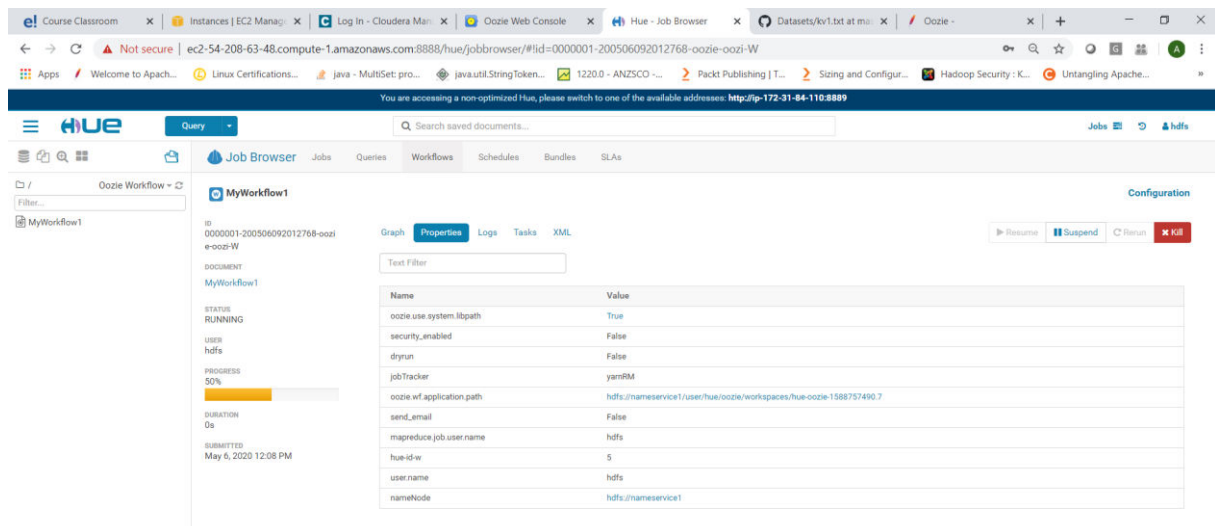 Course Classroom
Instances | EC2 Manag
Log In - Cloudera Man
Oozie Web Console
Hue - Job Browser
Datasets/kv1.txt at ma
Oozie -
Not secure | ec2-54-208-63-48.compute-1.amazonaws.com:8888/hue/jobbrowser/#!id=0000001-200506092012768-oozie-oozi-W
Apps Welcome to Apach... Linux Certifications... java - MultiSet: pro... java.util.StringToken... 1220.0 - ANZSCO -... Packt Publishing | T... Sizing and Configur... Hadoop Security : K... Untangling Apache...
You are accessing a non-optimized Hue, please switch to one of the available addresses: http://ip-172-31-84-110:8889
HUE Query Search saved documents... Jobs hdfs
Job Browser Jobs Queries Workflows Schedules Bundles SLAs
/ Oozie Workflow
Filter...
MyWorkflow1
MyWorkflow1 Configuration
ID
0000001-200506092012768-oozi
e-oozi-W
DOCUMENT
MyWorkflow1
STATUS
RUNNING
USER
hdfs
PROGRESS
50%
DURATION
0s
SUBMITTED
May 6, 2020 12:08 PM
Graph Properties Logs Tasks XML
Resume Suspend Rerun Kill
Text Filter
Name Value
oozie.use.system.libpath True
security_enabled False
dryrun False
jobTracker yarnRM
oozie.wf.application.path hdfs://nameservice1/user/hue/oozie/workspaces/hue-oozie-1588757490.7
send_email False
mapreduce.job.user.name hdfs
hue-id-w 5
user.name hdfs
nameNode hdfs://nameservice1